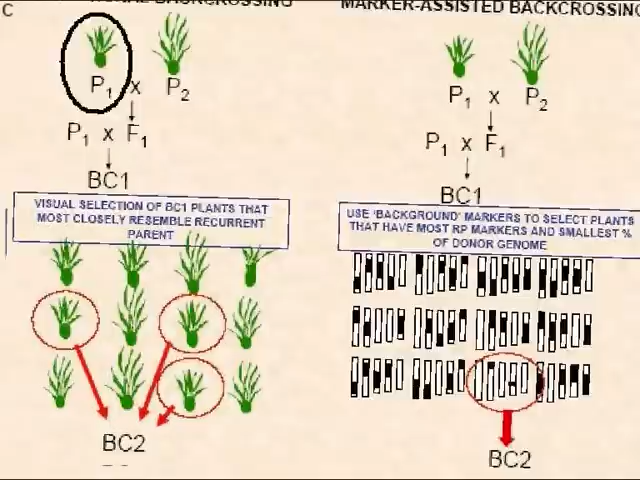 C
BACKCROSSING
MARKER-ASSISTED BACKCROSSING
P1 x P2
P1 x F1
BC1
VISUAL SELECTION OF BC1 PLANTS THAT
MOST CLOSELY RESEMBLE RECURRENT
PARENT
BC2
P1 x P2
P1 x F1
BC1
USE 'BACKGROUND' MARKERS TO SELECT PLANTS
THAT HAVE MOST RP MARKERS AND SMALLEST %
OF DONOR GENOME
BC2